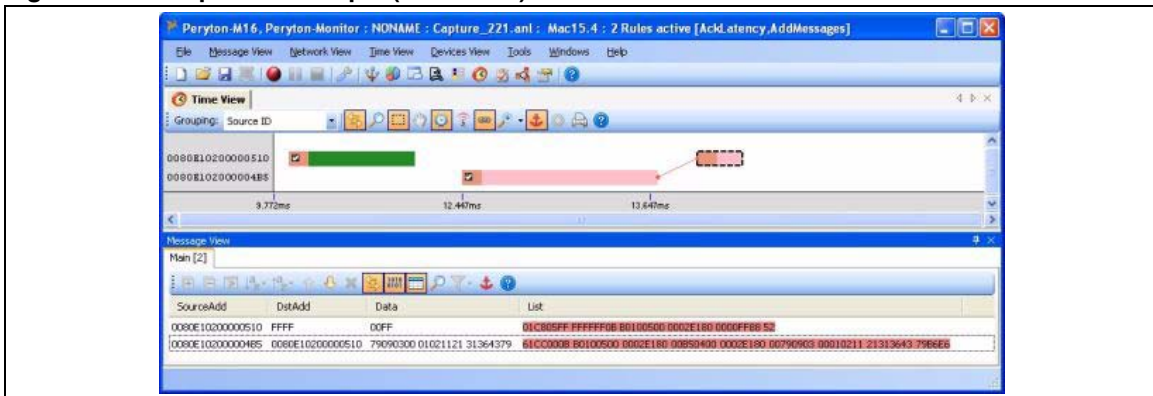 Peryton-M16, Peryton-Monitor : NONAME : Capture_221.anl : Mac15.4 : 2 Rules active [AckLatency,AddMessages]
File Message View Network View Time View Devices View Tools Windows Help
Time View
Grouping: Source ID
0080E10200000510
0080E102000004B5
9.772ms 12.447ms 13.647ms
Message View
Main [2]
SourceAdd DstAdd Data List
0080E10200000510 FFFF 00FF 01C805FF FFFFFF0B B0100500 0002E180 0000FFB8 52
0080E102000004B5 0080E10200000510 79090300 01021121 31364379 61CC000B B0100500 0002E180 00B50400 0002E180 00790903 00010211 21313643 79B6E6